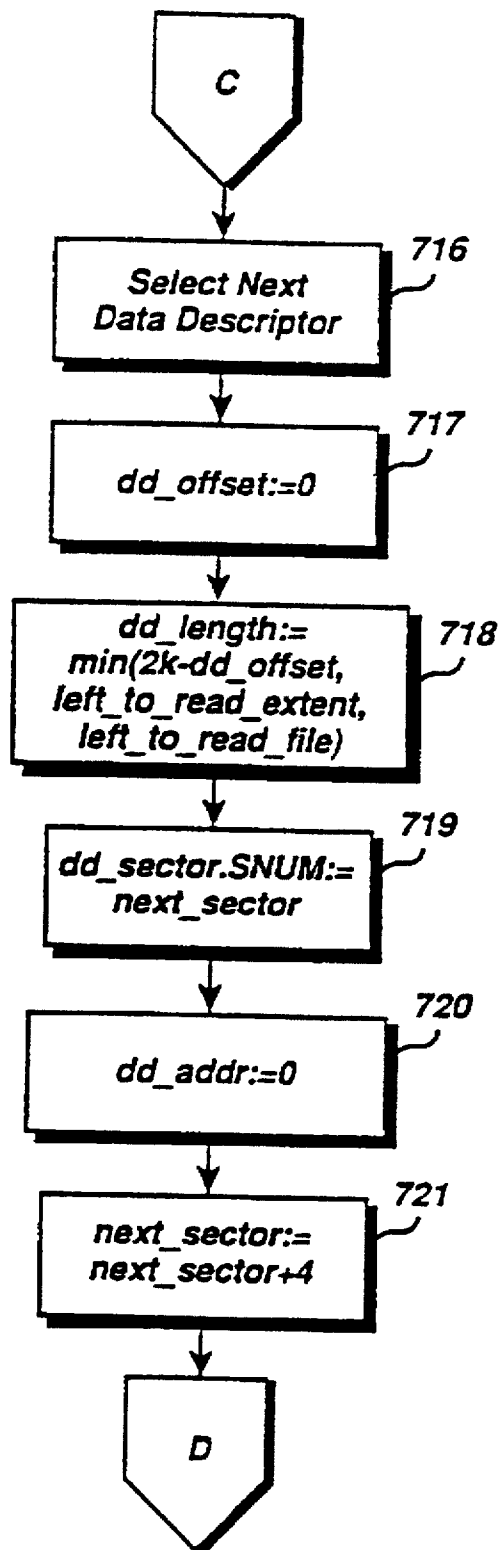 C
716
Select Next
Data Descriptor
717
dd_offset:=0
718
dd_length:=
min(2k-dd_offset,
left_to_read_extent,
left_to_read_file)
719
dd_sector.SNUM:=
next_sector
720
dd_addr:=0
721
next_sector:=
next_sector+4
D